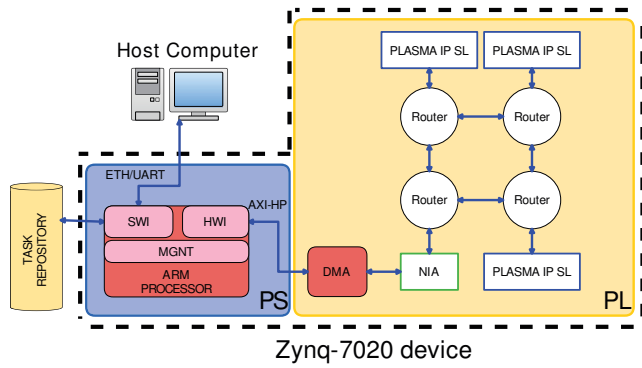 Host Computer
PLASMA IP SL
PLASMA IP SL
Router
Router
ETH/UART
AXI-HP
Router
Router
TASK
REPOSITORY
SWI
HWI
MGNT
ARM
PROCESSOR
DMA
NIA
PLASMA IP SL
PS
PL
Zynq-7020 device